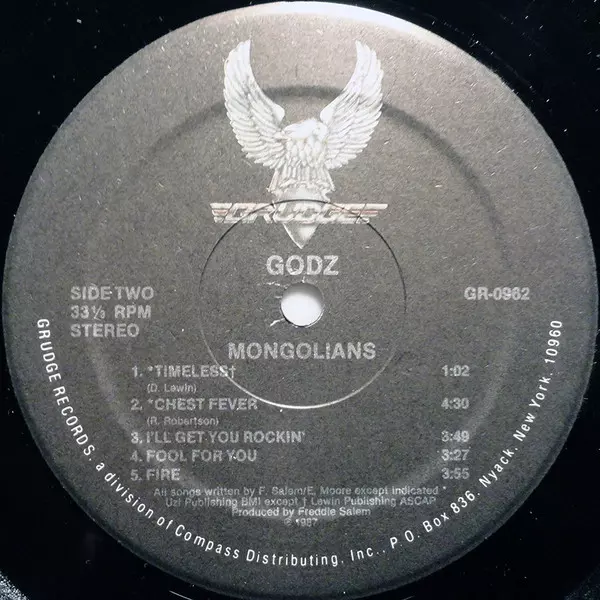 GRUDGE
GODZ
SIDE TWO
33⅓ RPM
STEREO
GR-0962
MONGOLIANS
1. *TIMELESS† 1:02
(D. Lewin)
2. *CHEST FEVER 4:30
(R. Robertson)
3. I'LL GET YOU ROCKIN' 3:49
4. FOOL FOR YOU 3:27
5. FIRE 3:55
All songs written by F. Salem/E. Moore except indicated *
Uzi Publishing BMI except † Lewin Publishing ASCAP
Produced by Freddie Salem
℗ 1987
GRUDGE RECORDS, a division of Compass Distributing, Inc., P.O. Box 836, Nyack, New York, 10960